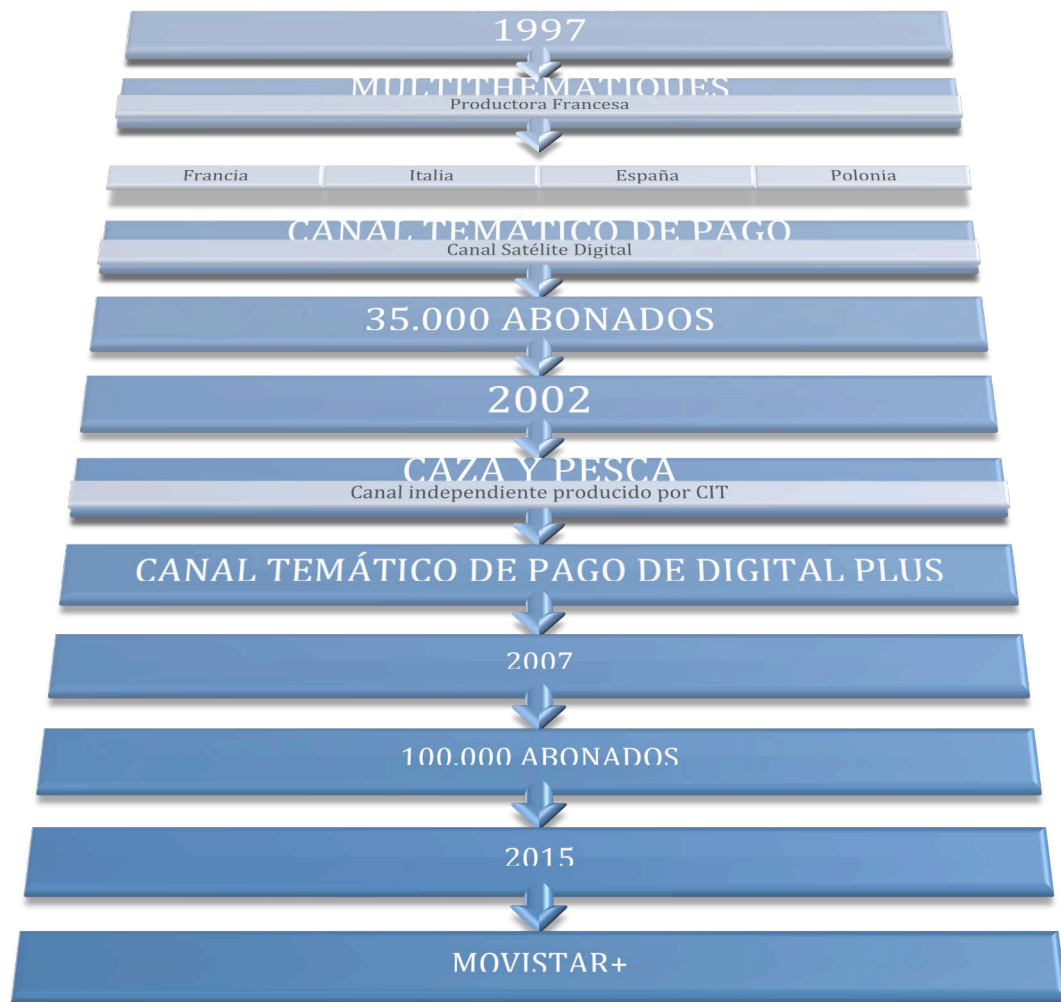 1997
MULTITHEMATIQUES
Productora Francesa
Francia Italia España Polonia
CANAL TEMÁTICO DE PAGO
Canal Satélite Digital
35.000 ABONADOS
2002
CAZA Y PESCA
Canal independiente producido por CIT
CANAL TEMÁTICO DE PAGO DE DIGITAL PLUS
2007
100.000 ABONADOS
2015
MOVISTAR+